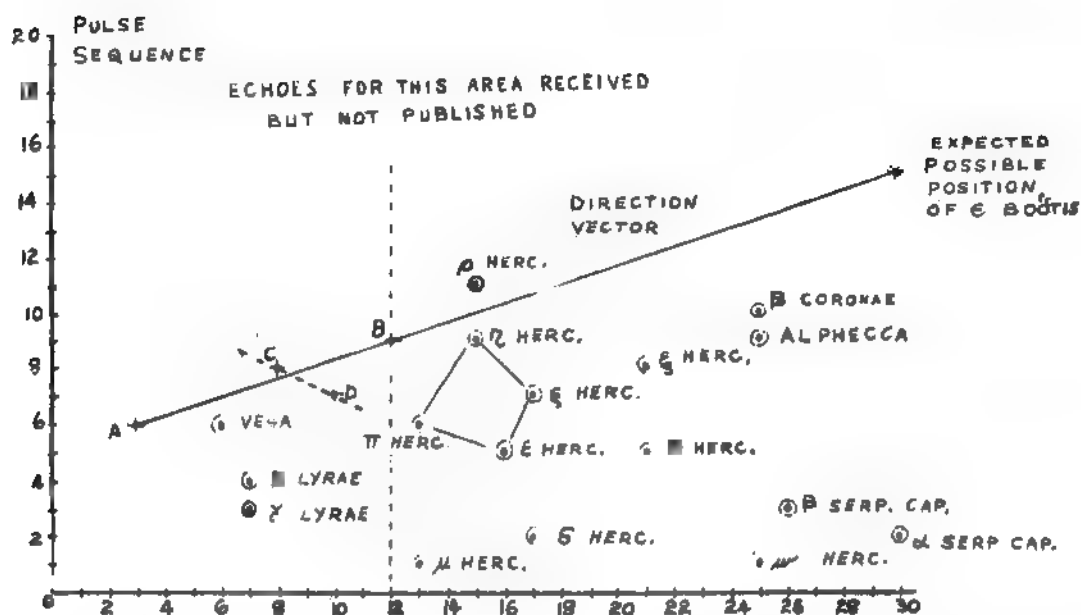 PULSE
SEQUENCE
20
ECHOES FOR THIS AREA RECEIVED
BUT NOT PUBLISHED
16
EXPECTED
POSSIBLE
POSITION
OF ε BOÖTIS
14
DIRECTION
VECTOR
12
ρ HERC.
10
B
β CORONAE
η HERC.
ALPHECCA
8
C
ξ HERC.
D
ξ HERC.
6
A
VEGA
π HERC.
ε HERC.
HERC.
4
LYRAE
β SERP. CAP.
γ LYRAE
2
δ HERC.
α SERP CAP.
μ HERC.
HERC.
0 2 4 6 8 10 12 14 16 18 20 22 24 26 28 30